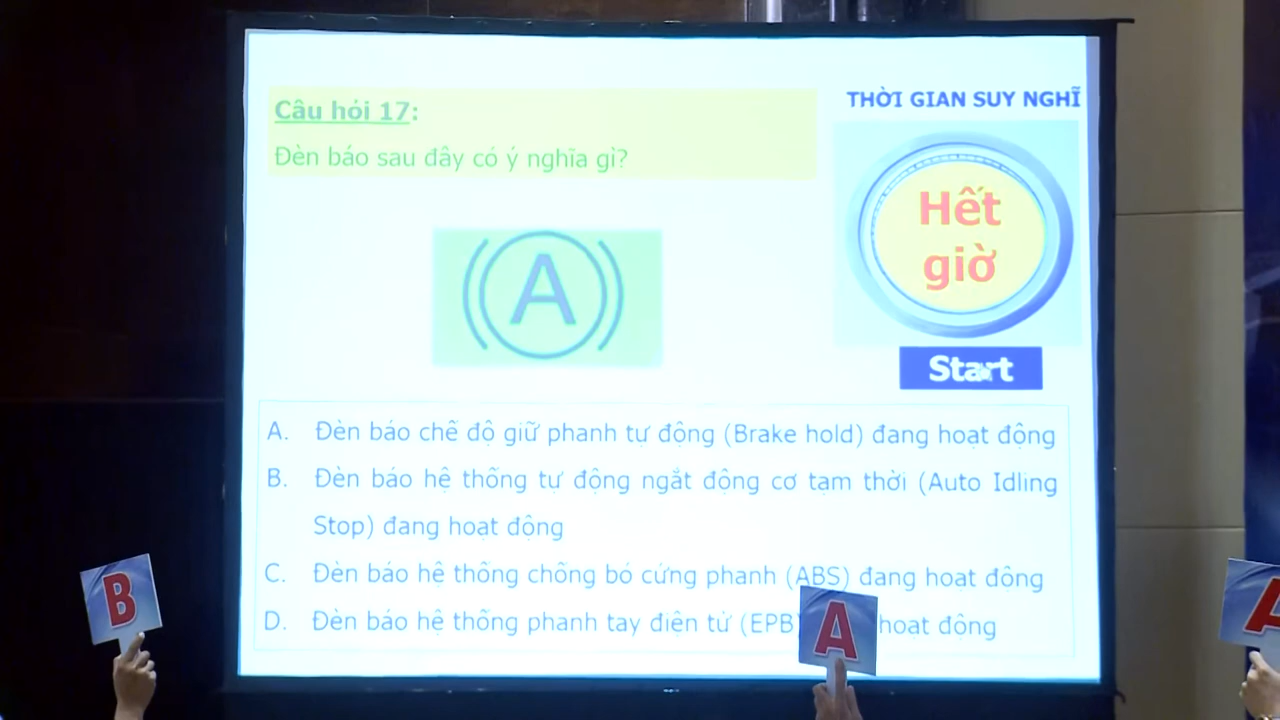 Câu hỏi 17:
THỜI GIAN SUY NGHĨ
Đèn báo sau đây có ý nghĩa gì?
A
Hết
giờ
Start
A. Đèn báo chế độ giữ phanh tự động (Brake hold) đang hoạt động
B. Đèn báo hệ thống tự động ngắt động cơ tạm thời (Auto Idling
Stop) đang hoạt động
C. Đèn báo hệ thống chống bó cứng phanh (ABS) đang hoạt động
D. Đèn báo hệ thống phanh tay điện tử (EPB) hoạt động
B
A
A